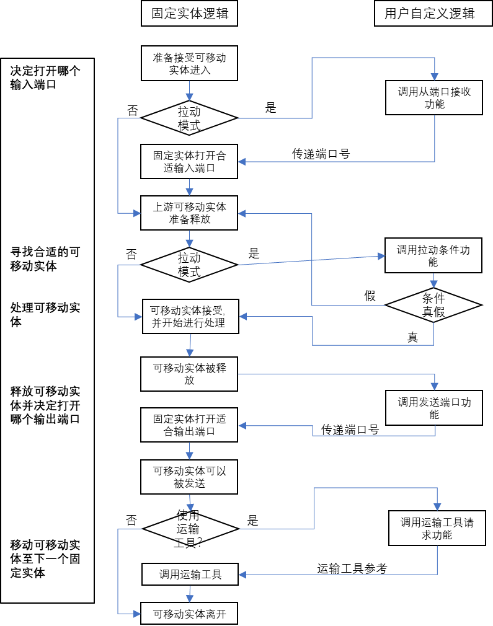 固定实体逻辑
用户自定义逻辑
决定打开哪个
输入端口
准备接受可移动
实体进入
否
拉动
模式
是
调用从端口接收
功能
固定实体打开合
适输入端口
传递端口号
上游可移动实体
准备释放
寻找合适的可
移动实体
否
拉动
模式
是
调用拉动条件功
能
处理可移动实
体
可移动实体接受,
并开始进行处理
假
条件
真假
真
可移动实体被释
放
释放可移动实
体并决定打开
哪个输出端口
调用发送端口功
能
固定实体打开适
合输出端口
传递端口号
可移动实体可以
被发送
否
使用
运输
工具?
是
调用运输工具请
求功能
移动可移动实
体至下一个固
定实体
调用运输工具
运输工具参考
可移动实体离开